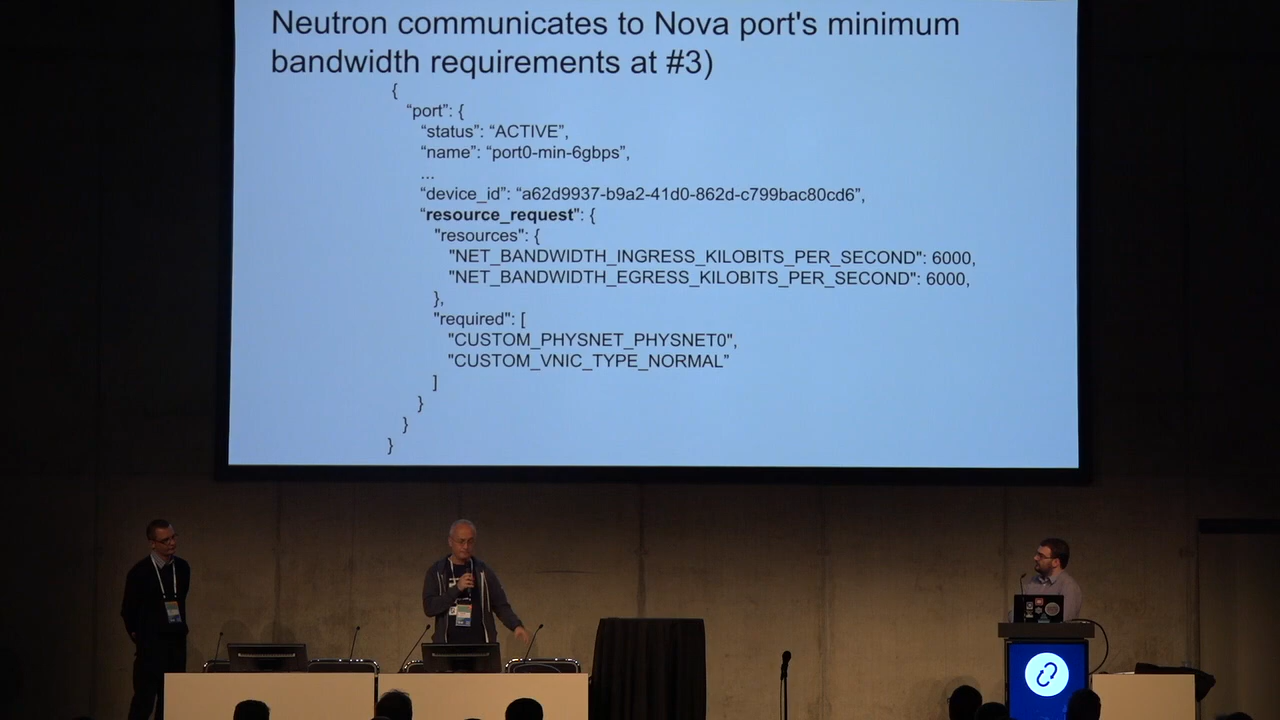 Neutron communicates to Nova port's minimum
bandwidth requirements at #3)
{
“port”: {
“status”: “ACTIVE”,
“name”: “port0-min-6gbps”,
...
“device_id”: “a62d9937-b9a2-41d0-862d-c799bac80cd6”,
“resource_request": {
"resources": {
"NET_BANDWIDTH_INGRESS_KILOBITS_PER_SECOND": 6000,
"NET_BANDWIDTH_EGRESS_KILOBITS_PER_SECOND": 6000,
},
"required": [
"CUSTOM_PHYSNET_PHYSNET0",
"CUSTOM_VNIC_TYPE_NORMAL”
]
}
}
}